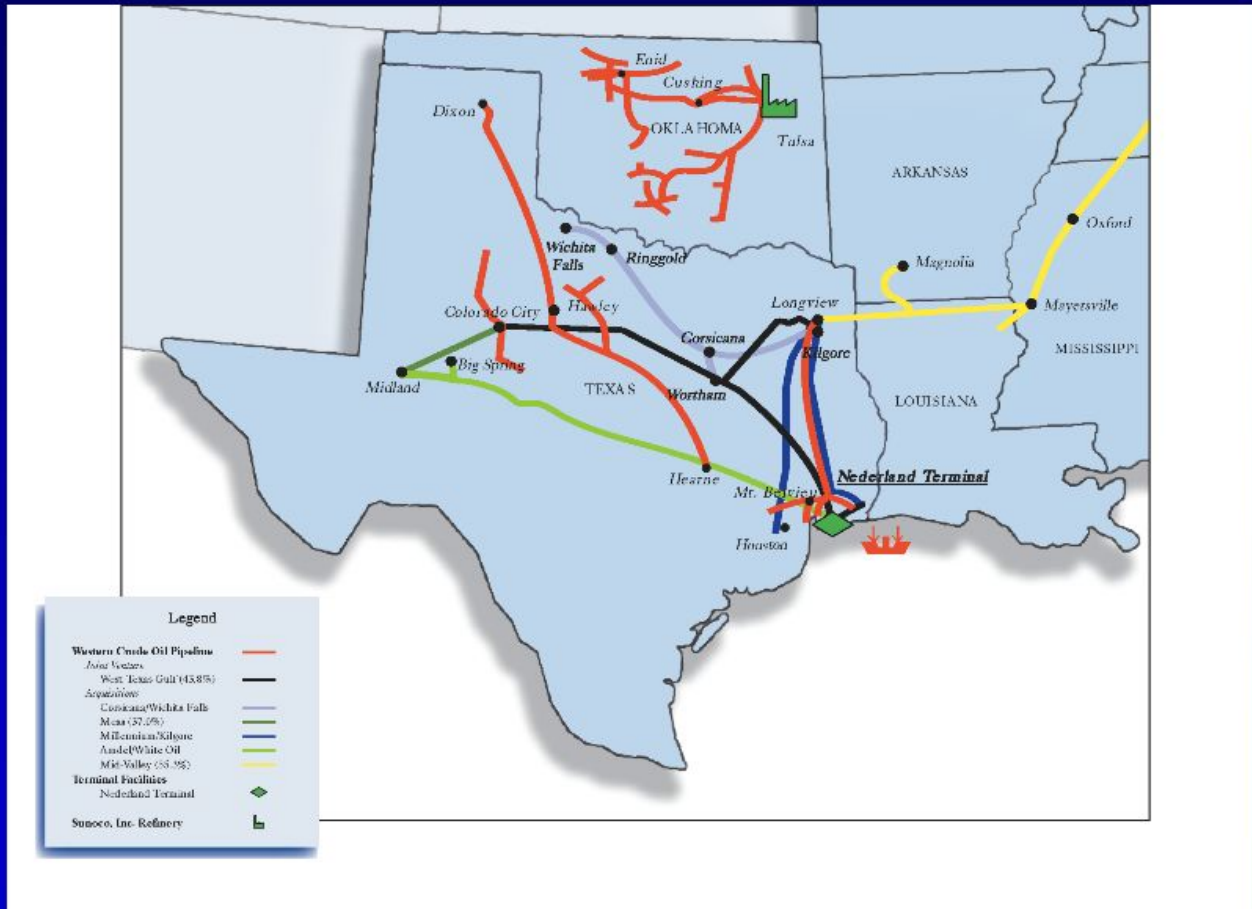 Enid
Cushing
Dixon
OKLAHOMA
Tulsa
ARKANSAS
Oxford
Wichita
Falls
Ringgold
Magnolia
Hawley
Longview
Colorado City
Meyersville
Corsicana
Kilgore
MISSISSIPPI
Big Spring
Midland
TEXAS
Wortham
LOUISIANA
Hearne
Nederland Terminal
Mt. Belview
Houston
Legend
Western Crude Oil Pipeline
Joint Venture
West Texas Gulf (43.8%)
Acquisitions
Corsicana/Wichita Falls
Mesa (37.0%)
Millennium/Kilgore
Amdel/White Oil
Mid-Valley (55.3%)
Terminal Facilities
Nederland Terminal
Sunoco, Inc- Refinery